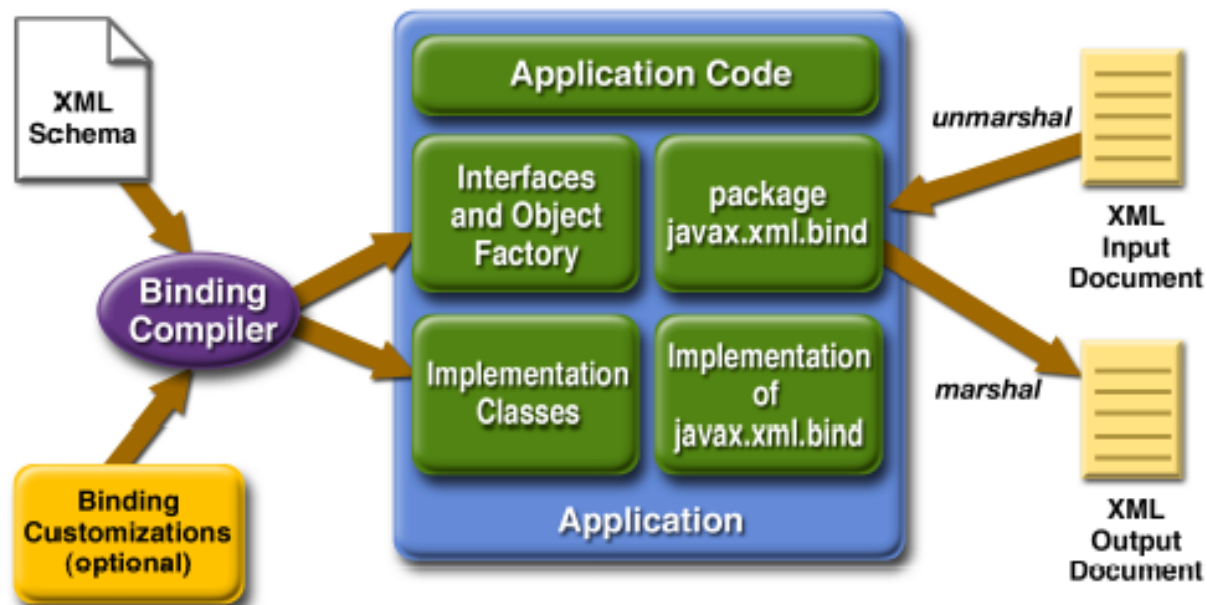 XML
Schema
Binding
Compiler
Binding
Customizations
(optional)
Application Code
Interfaces
and Object
Factory
package
javax.xml.bind
Implementation
Classes
Implementation
of
javax.xml.bind
Application
unmarshal
XML
Input
Document
marshal
XML
Output
Document